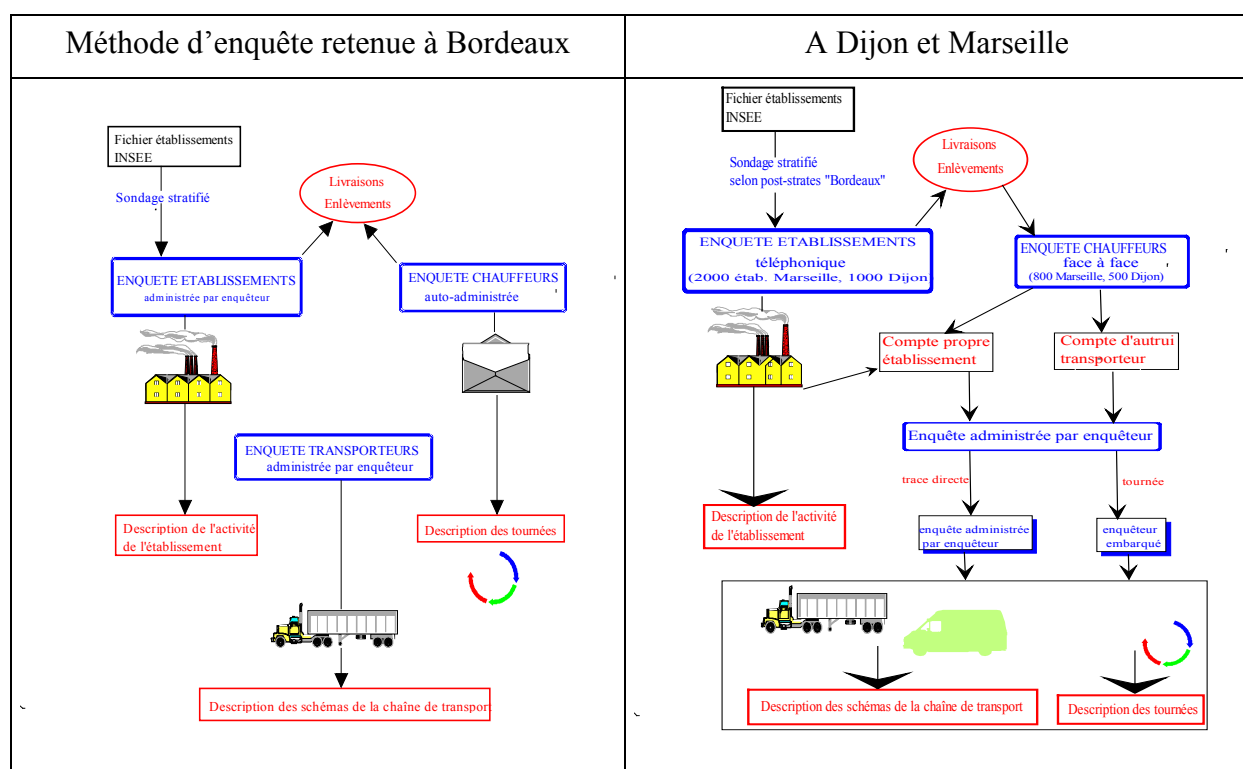 Méthode d'enquête retenue à Bordeaux
Fichier établissements
INSEE
Sondage stratifié
Livraisons
Enlèvements
ENQUETE ETABLISSEMENTS
administrée par enquêteur
ENQUETE CHAUFFEURS
auto-administrée
ENQUETE TRANSPORTEURS
administrée par enquêteur
Description de l'activité
de l'établissement
Description des tournées
Description des schémas de la chaîne de transport
A Dijon et Marseille
Fichier établissements
INSEE
Sondage stratifié
selon post-strates "Bordeaux"
Livraisons
Enlèvements
ENQUETE ETABLISSEMENTS
téléphonique
(2000 étab. Marseille, 1000 Dijon)
ENQUETE CHAUFFEURS
face à face
(800 Marseille, 500 Dijon)
Compte propre
établissement
Compte d'autrui
transporteur
Enquête administrée par enquêteur
trace directe
tournée
Description de l'activité
de l'établissement
enquête administrée
par enquêteur
enquêteur
embarqué
Description des schémas de la chaîne de transport
Description des tournées